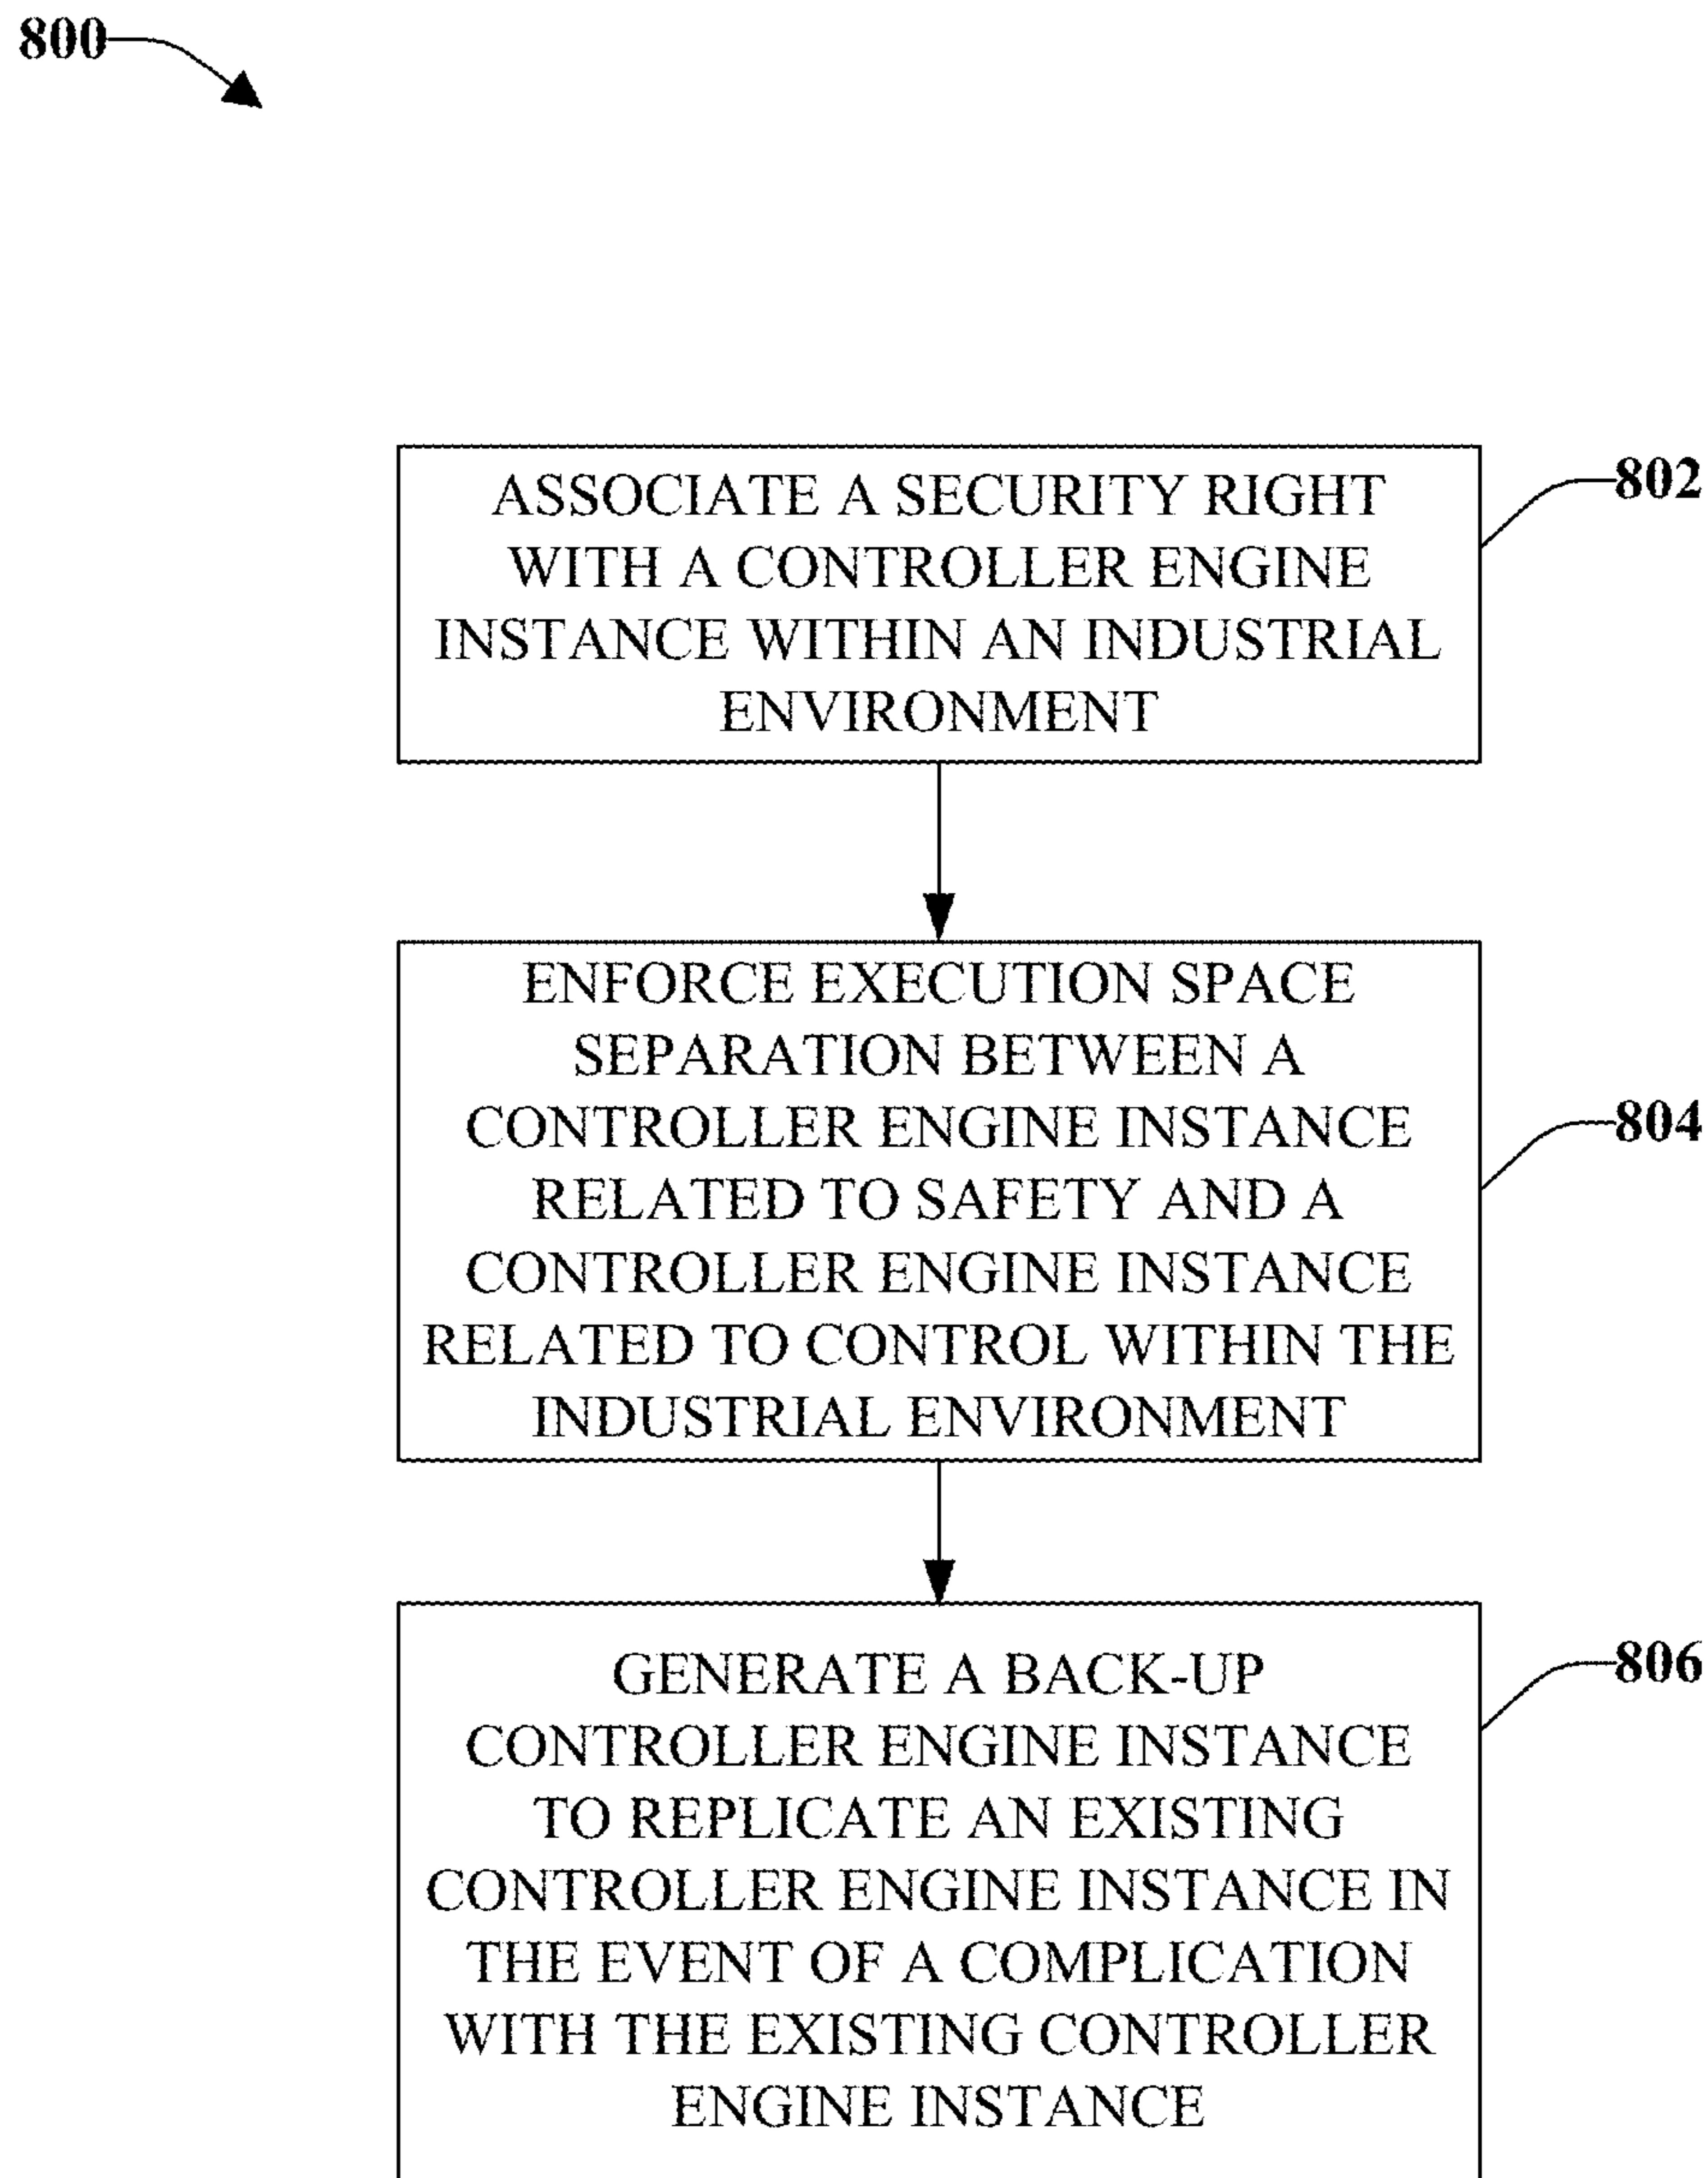 800
ASSOCIATE A SECURITY RIGHT
WITH A CONTROLLER ENGINE
INSTANCE WITHIN AN INDUSTRIAL
ENVIRONMENT
802
ENFORCE EXECUTION SPACE
SEPARATION BETWEEN A
CONTROLLER ENGINE INSTANCE
RELATED TO SAFETY AND A
CONTROLLER ENGINE INSTANCE
RELATED TO CONTROL WITHIN THE
INDUSTRIAL ENVIRONMENT
804
GENERATE A BACK-UP
CONTROLLER ENGINE INSTANCE
TO REPLICATE AN EXISTING
CONTROLLER ENGINE INSTANCE IN
THE EVENT OF A COMPLICATION
WITH THE EXISTING CONTROLLER
ENGINE INSTANCE
806